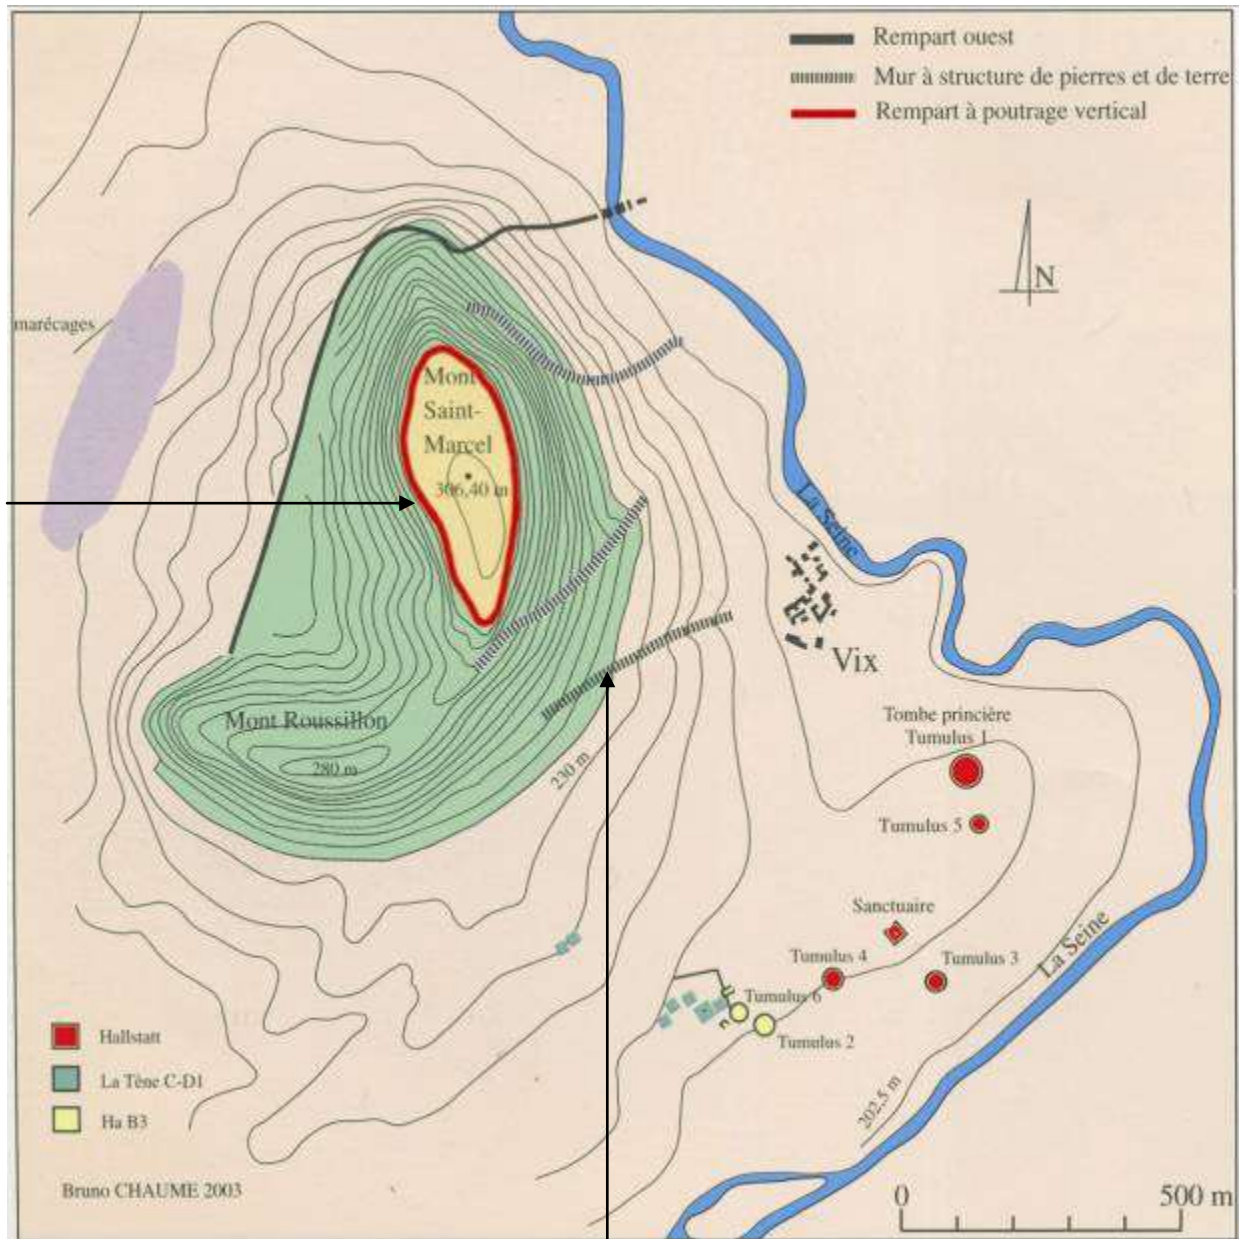 Rempart ouest
Mur à structure de pierres et de terre
Rempart à poutrage vertical
N
marécages
Mont
Saint-
Marcel
306,40 m
La Seine
Vix
Mont Roussillon
280 m
230 m
Tombe princière
Tumulus 1
Tumulus 5
Sanctuaire
Tumulus 4
Tumulus 3
Tumulus 6
Tumulus 2
La Seine
202,5 m
Hallstatt
La Tène C-D1
Ha B3
Bruno CHAUME 2003
0
500 m